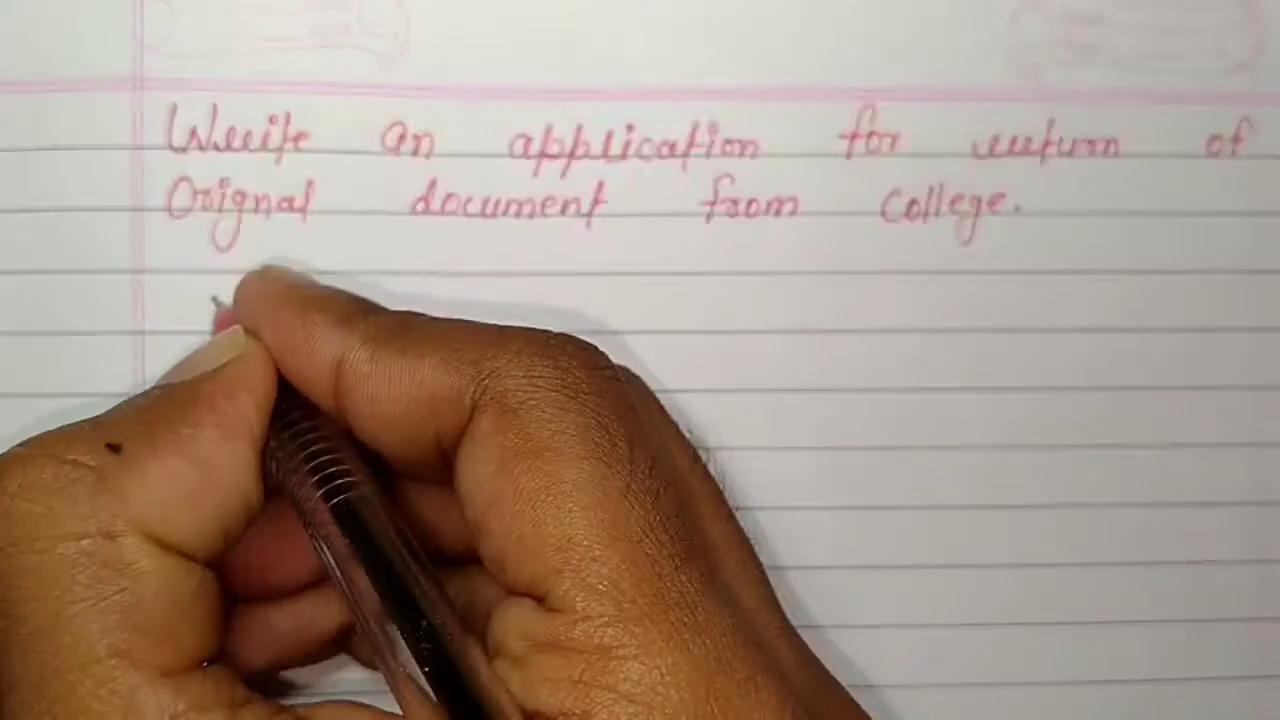 Write an application for return of
Orignal document from college.